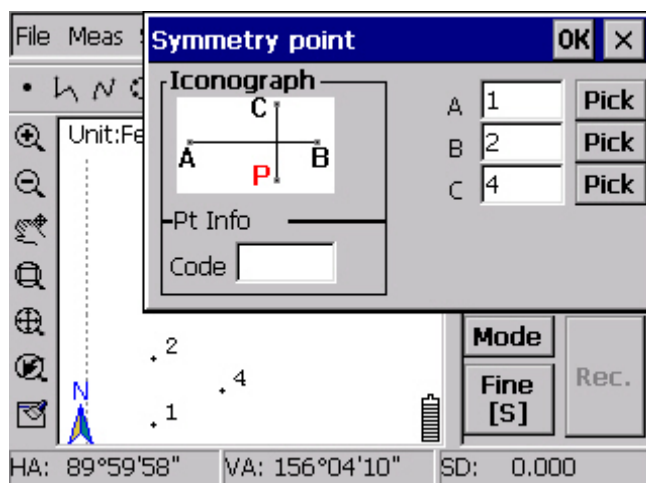 File Meas
Symmetry point OK ×
Iconograph
C
A B
P
A 1 Pick
B 2 Pick
C 4 Pick
Pt Info
Code
Unit:Fe
2
4
1
N
Mode
Fine
[S]
Rec.
HA: 89°59'58" VA: 156°04'10" SD: 0.000